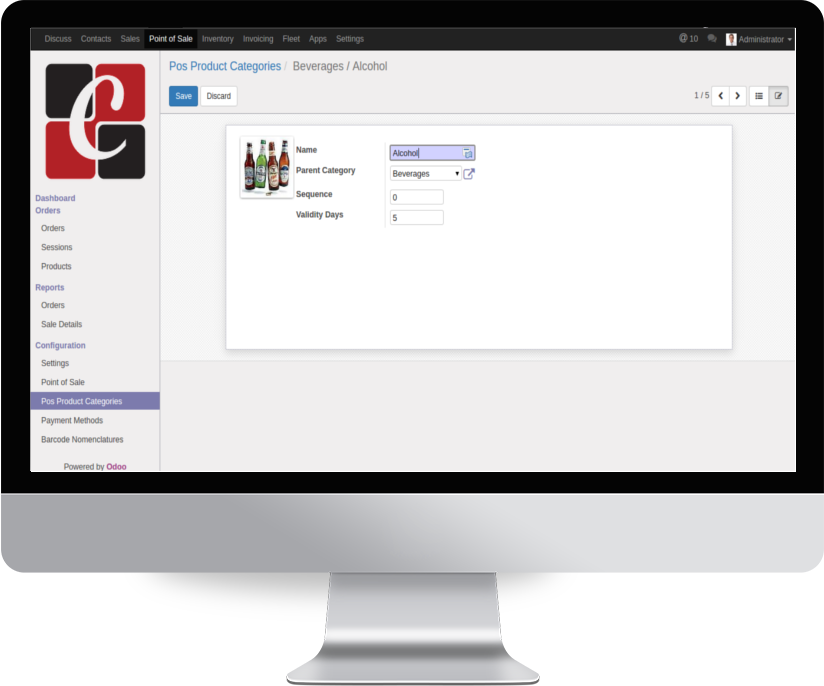 Discuss Contacts Sales Point of Sale Inventory Invoicing Fleet Apps Settings @ 10 Administrator
C
Pos Product Categories / Beverages / Alcohol
Save Discard 1 / 5
Name Alcohol
Parent Category Beverages
Sequence 0
Validity Days 5
Dashboard
Orders
Orders
Sessions
Products
Reports
Orders
Sale Details
Configuration
Settings
Point of Sale
Pos Product Categories
Payment Methods
Barcode Nomenclatures
Powered by Odoo